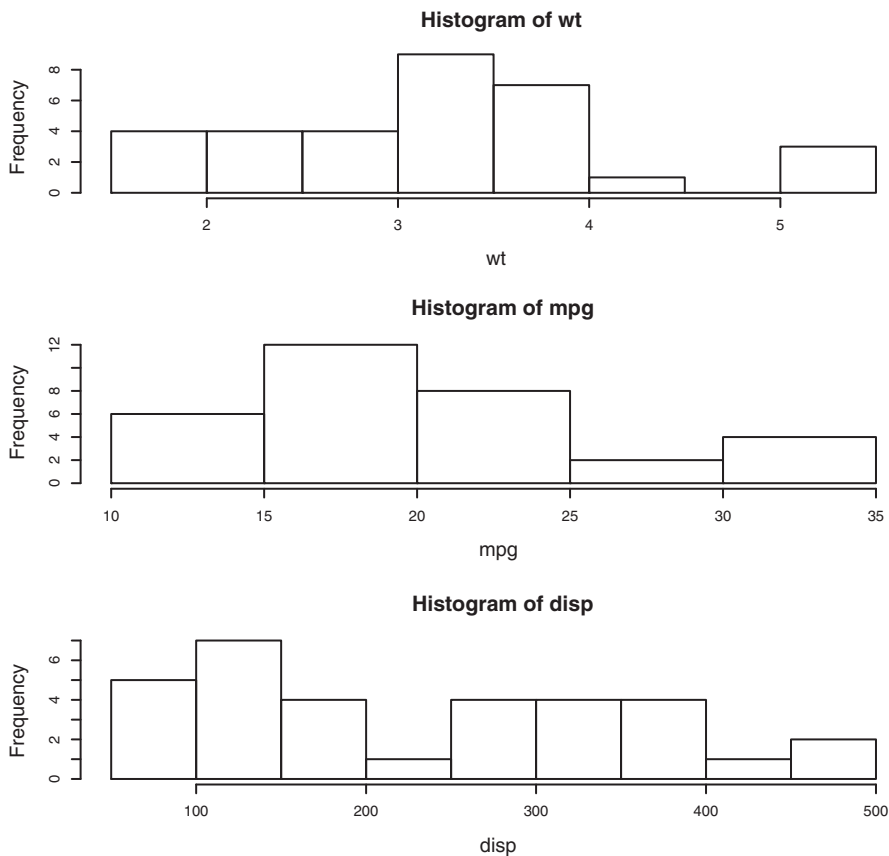 Histogram of wt
Frequency
0 2 4 6 8
2 3 4 5
wt
Histogram of mpg
Frequency
0 2 4 6 8 12
10 15 20 25 30 35
mpg
Histogram of disp
Frequency
0 2 4 6
100 200 300 400 500
disp